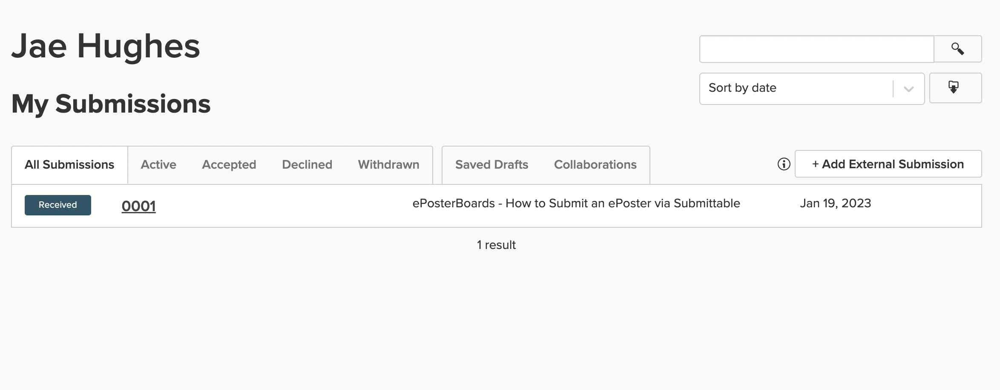 Jae Hughes
My Submissions
Sort by date
All Submissions Active Accepted Declined Withdrawn Saved Drafts Collaborations + Add External Submission
Received 0001 ePosterBoards - How to Submit an ePoster via Submittable Jan 19, 2023
1 result